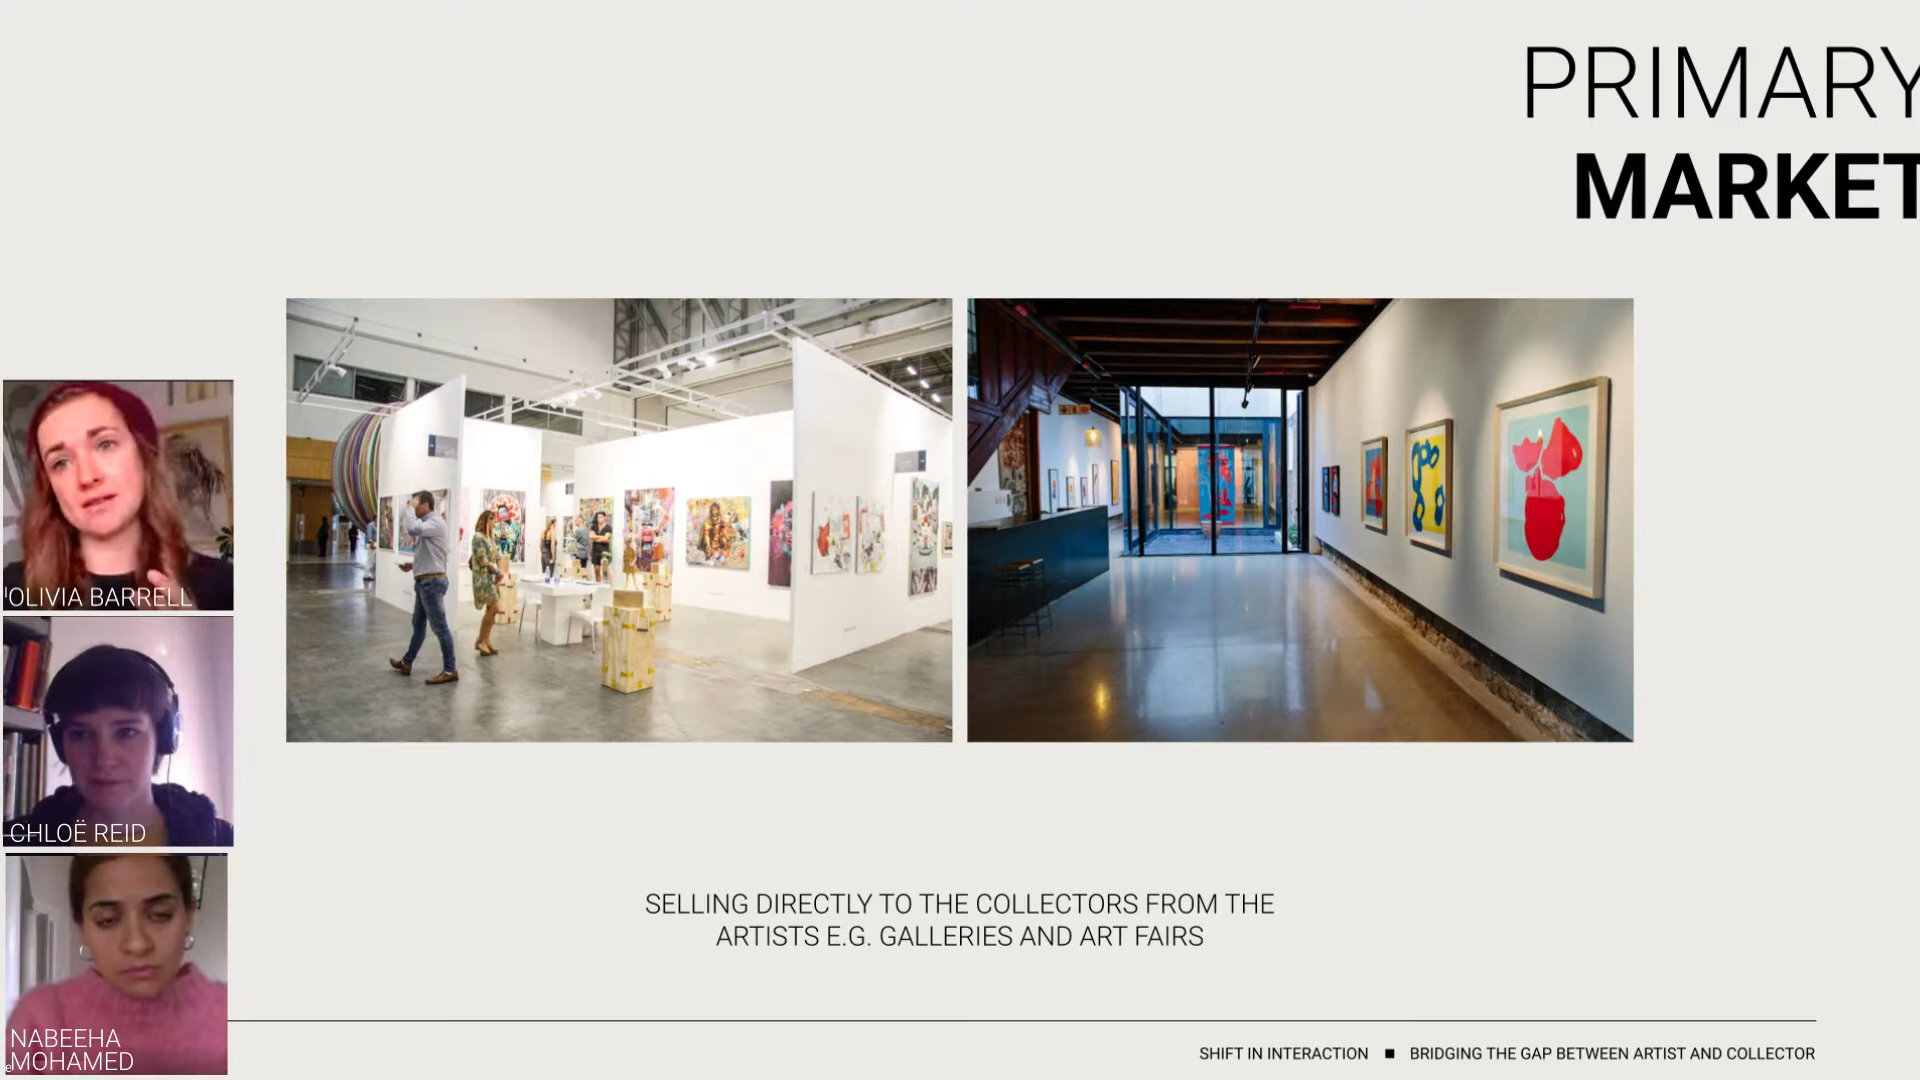 PRIMARY
MARKET
'OLIVIA BARRELL
CHLOË REID
NABEEHA
MOHAMED
SELLING DIRECTLY TO THE COLLECTORS FROM THE
ARTISTS E.G. GALLERIES AND ART FAIRS
SHIFT IN INTERACTION ■ BRIDGING THE GAP BETWEEN ARTIST AND COLLECTOR